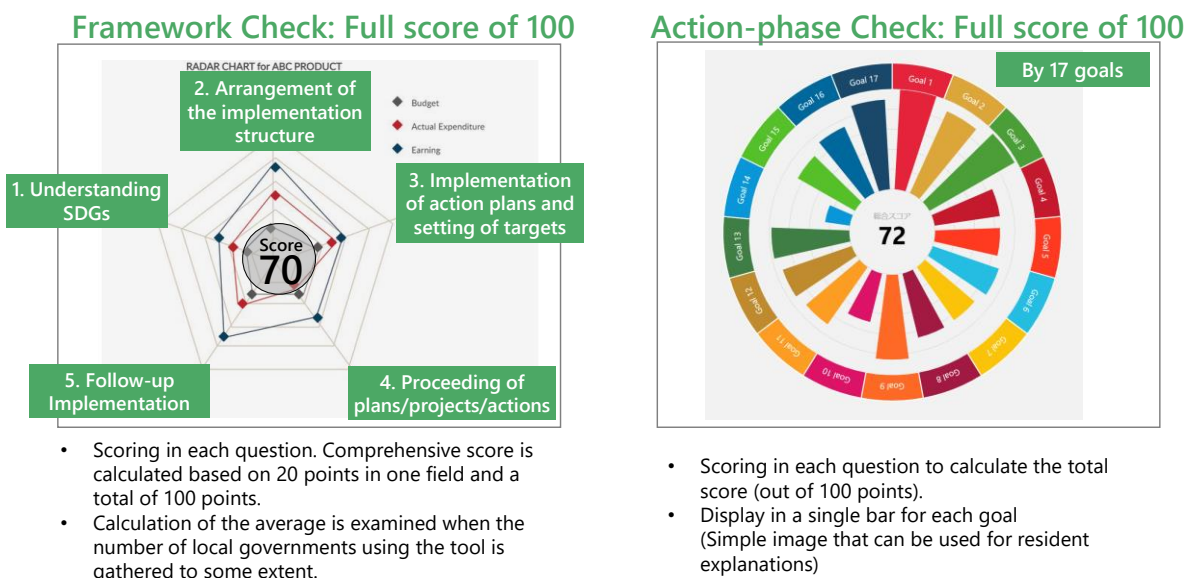 Framework Check: Full score of 100
RADAR CHART for ABC PRODUCT
2. Arrangement of
the implementation
structure
Budget
Actual Expenditure
Earning
1. Understanding
SDGs
3. Implementation
of action plans and
setting of targets
Score
70
5. Follow-up
Implementation
4. Proceeding of
plans/projects/actions
• Scoring in each question. Comprehensive score is
calculated based on 20 points in one field and a
total of 100 points.
• Calculation of the average is examined when the
number of local governments using the tool is
gathered to some extent.
Action-phase Check: Full score of 100
By 17 goals
Goal 1
Goal 2
Goal 3
Goal 4
Goal 5
Goal 6
Goal 7
Goal 8
Goal 9
Goal 10
Goal 11
Goal 12
Goal 13
Goal 14
Goal 15
Goal 16
Goal 17
総合スコア
72
• Scoring in each question to calculate the total
score (out of 100 points).
• Display in a single bar for each goal
(Simple image that can be used for resident
explanations)